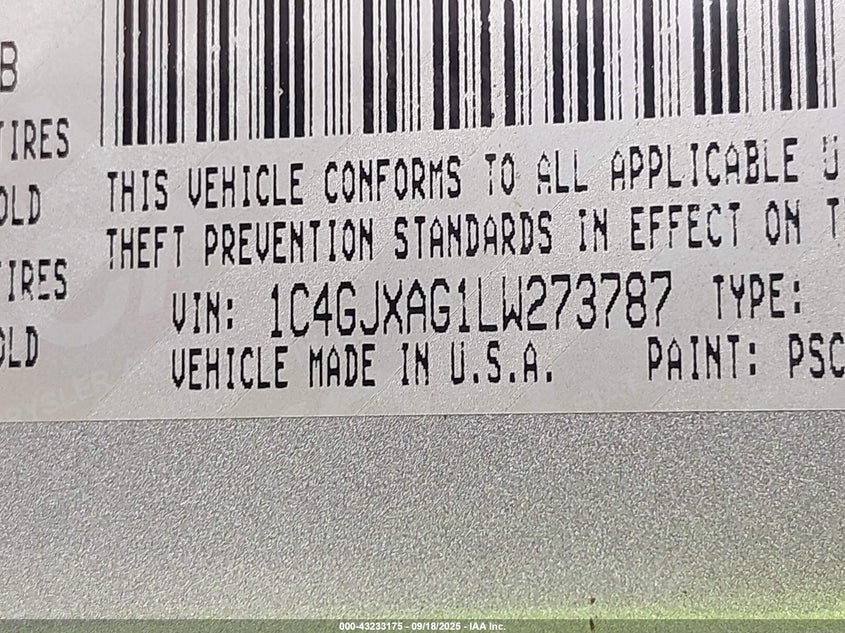 B
TIRES
OLD
TIRES
OLD
THIS VEHICLE CONFORMS TO ALL APPLICABLE U
THEFT PREVENTION STANDARDS IN EFFECT ON T
VIN: 1C4GJXAG1LW273787 TYPE:
VEHICLE MADE IN U.S.A. PAINT: PSC
000-43233175 - 09/18/2025 - IAA Inc.